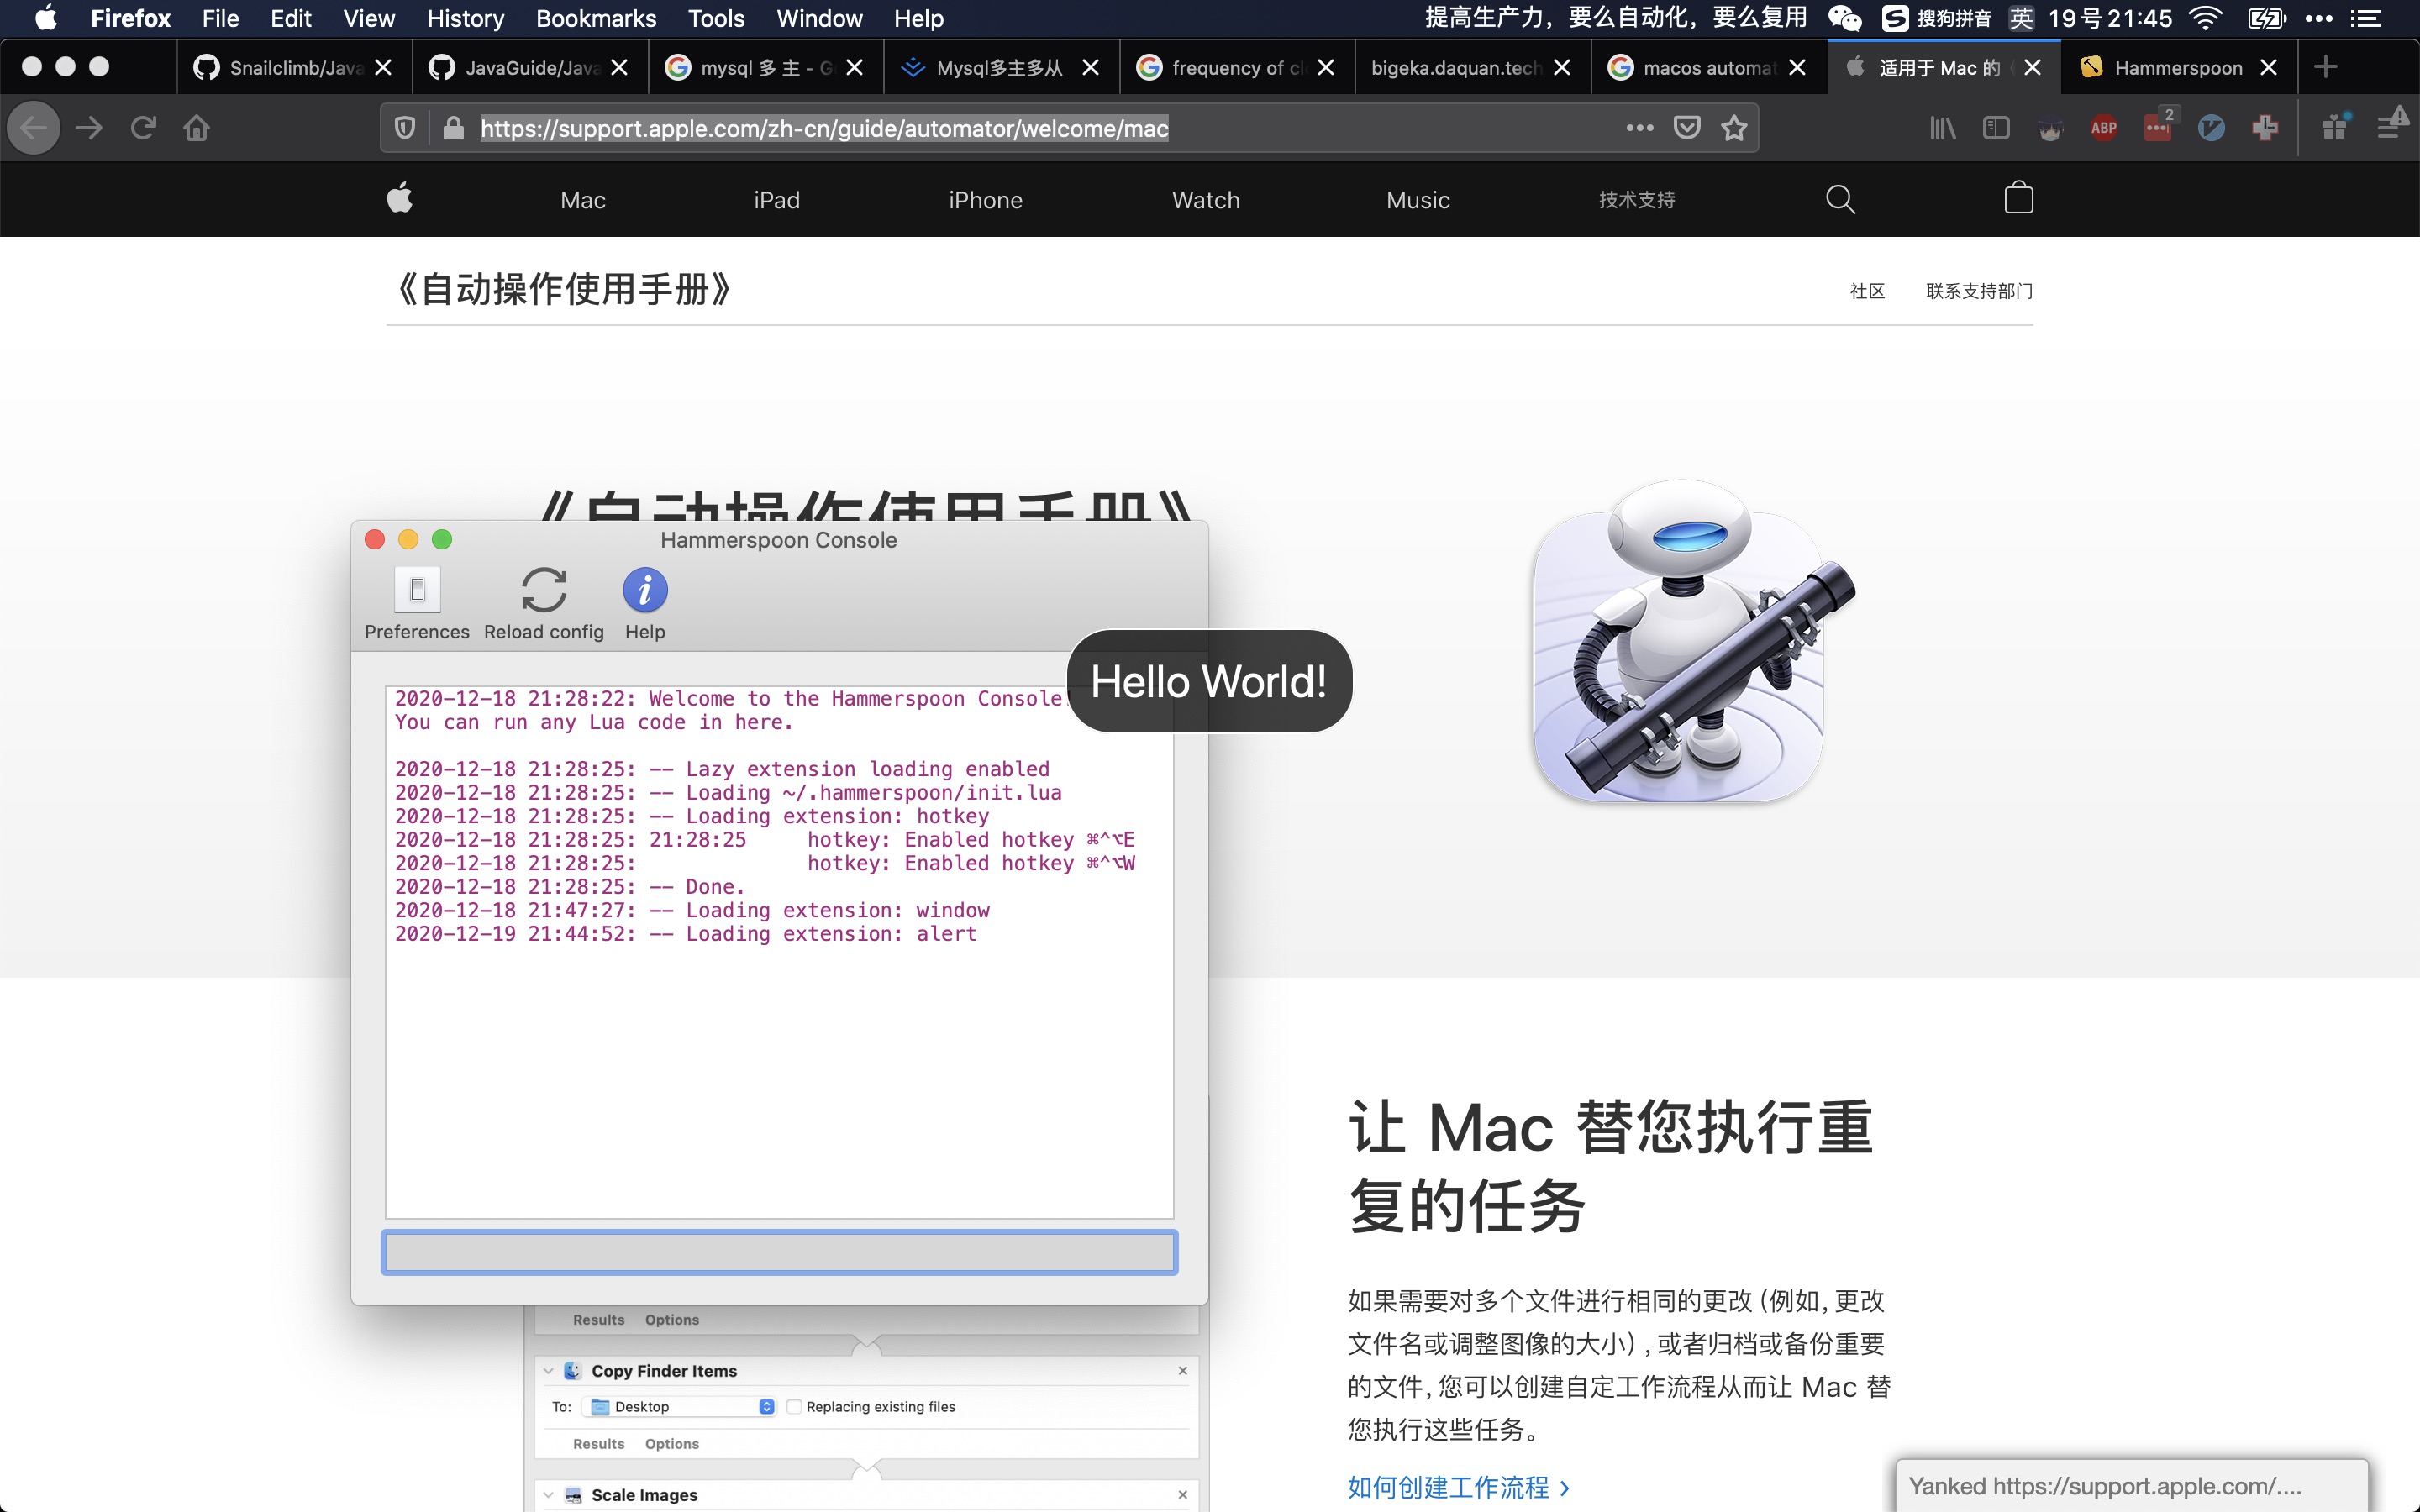 Firefox File Edit View History Bookmarks Tools Window Help 提高生产力，要么自动化，要么复用 搜狗拼音 英 19号21:45
Snailclimb/Java JavaGuide/Java mysql 多 主 - G Mysql多主多从 frequency of cl bigeka.daquan.tech macos automat 适用于 Mac 的 Hammerspoon
https://support.apple.com/zh-cn/guide/automator/welcome/mac ABP 2
Mac iPad iPhone Watch Music 技术支持
《自动操作使用手册》 社区 联系支持部门
《自动操作使用手册》
Hammerspoon Console
Preferences Reload config Help
Hello World!
2020-12-18 21:28:22: Welcome to the Hammerspoon Console!
You can run any Lua code in here.
2020-12-18 21:28:25: -- Lazy extension loading enabled
2020-12-18 21:28:25: -- Loading ~/.hammerspoon/init.lua
2020-12-18 21:28:25: -- Loading extension: hotkey
2020-12-18 21:28:25: 21:28:25 hotkey: Enabled hotkey ⌘^⌥E
2020-12-18 21:28:25: hotkey: Enabled hotkey ⌘^⌥W
2020-12-18 21:28:25: -- Done.
2020-12-18 21:47:27: -- Loading extension: window
2020-12-19 21:44:52: -- Loading extension: alert
让 Mac 替您执行重
复的任务
如果需要对多个文件进行相同的更改（例如，更改
文件名或调整图像的大小），或者归档或备份重要
的文件，您可以创建自定工作流程从而让 Mac 替
您执行这些任务。
如何创建工作流程 ›
Results Options
Copy Finder Items
To: Desktop Replacing existing files
Results Options
Scale Images
Yanked https://support.apple.com/....